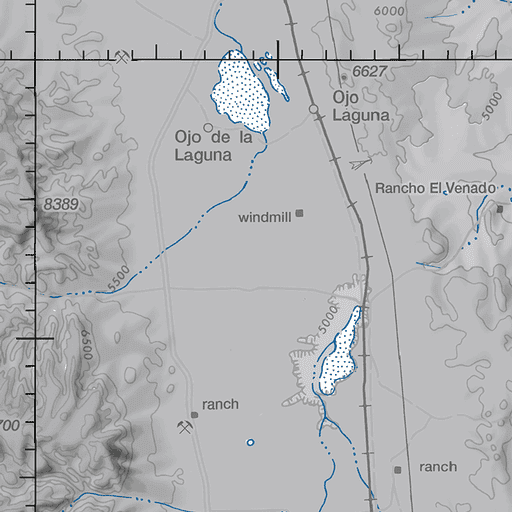 6000
6627
Ojo
Laguna
5000
Ojo de la
Laguna
Rancho El Venado
8389
windmill
5500
5000
6500
ranch
700
ranch